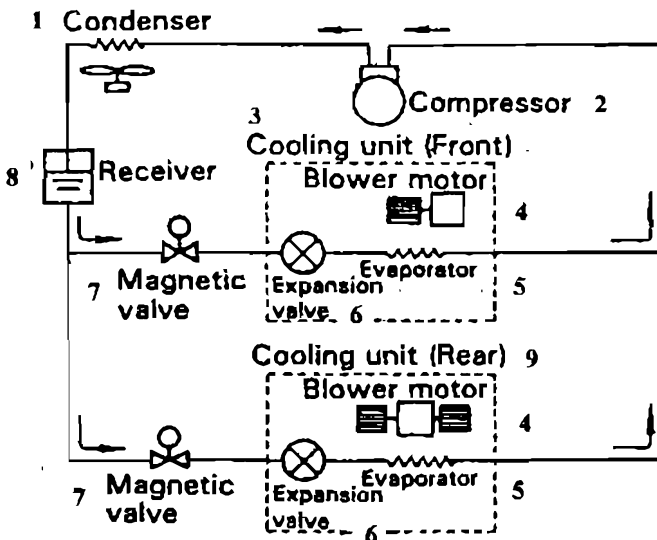 1 Condenser
Compressor 2
3
Cooling unit (Front)
8 Receiver
Blower motor
4
7 Magnetic valve
Expansion valve
6
Evaporator
5
Cooling unit (Rear) 9
Blower motor
4
7 Magnetic valve
Expansion valve
6
Evaporator
5